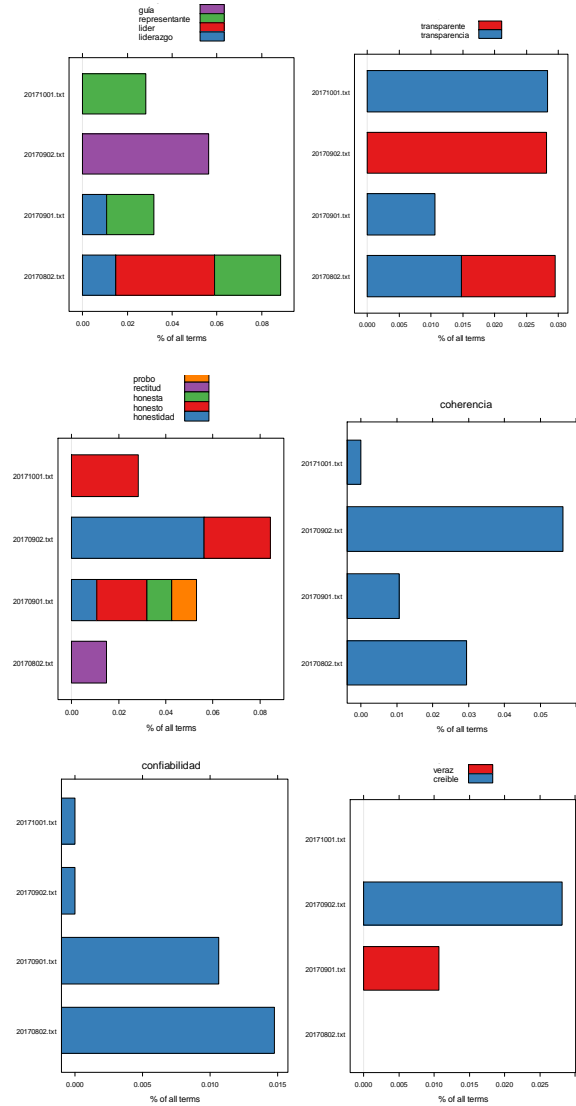 guía
representante
lider
liderazgo
20171001.txt
20170902.txt
20170901.txt
20170802.txt
0.00 0.02 0.04 0.06 0.08
% of all terms
transparente
transparencia
20171001.txt
20170902.txt
20170901.txt
20170802.txt
0.000 0.005 0.010 0.015 0.020 0.025 0.030
% of all terms
probo
rectitud
honesta
honesto
honestidad
20171001.txt
20170902.txt
20170901.txt
20170802.txt
0.00 0.02 0.04 0.06 0.08
% of all terms
coherencia
20171001.txt
20170902.txt
20170901.txt
20170802.txt
0.00 0.01 0.02 0.03 0.04 0.05
% of all terms
confiabilidad
20171001.txt
20170902.txt
20170901.txt
20170802.txt
0.000 0.005 0.010 0.015
% of all terms
veraz
creible
20171001.txt
20170902.txt
20170901.txt
20170802.txt
0.000 0.005 0.010 0.015 0.020 0.025
% of all terms